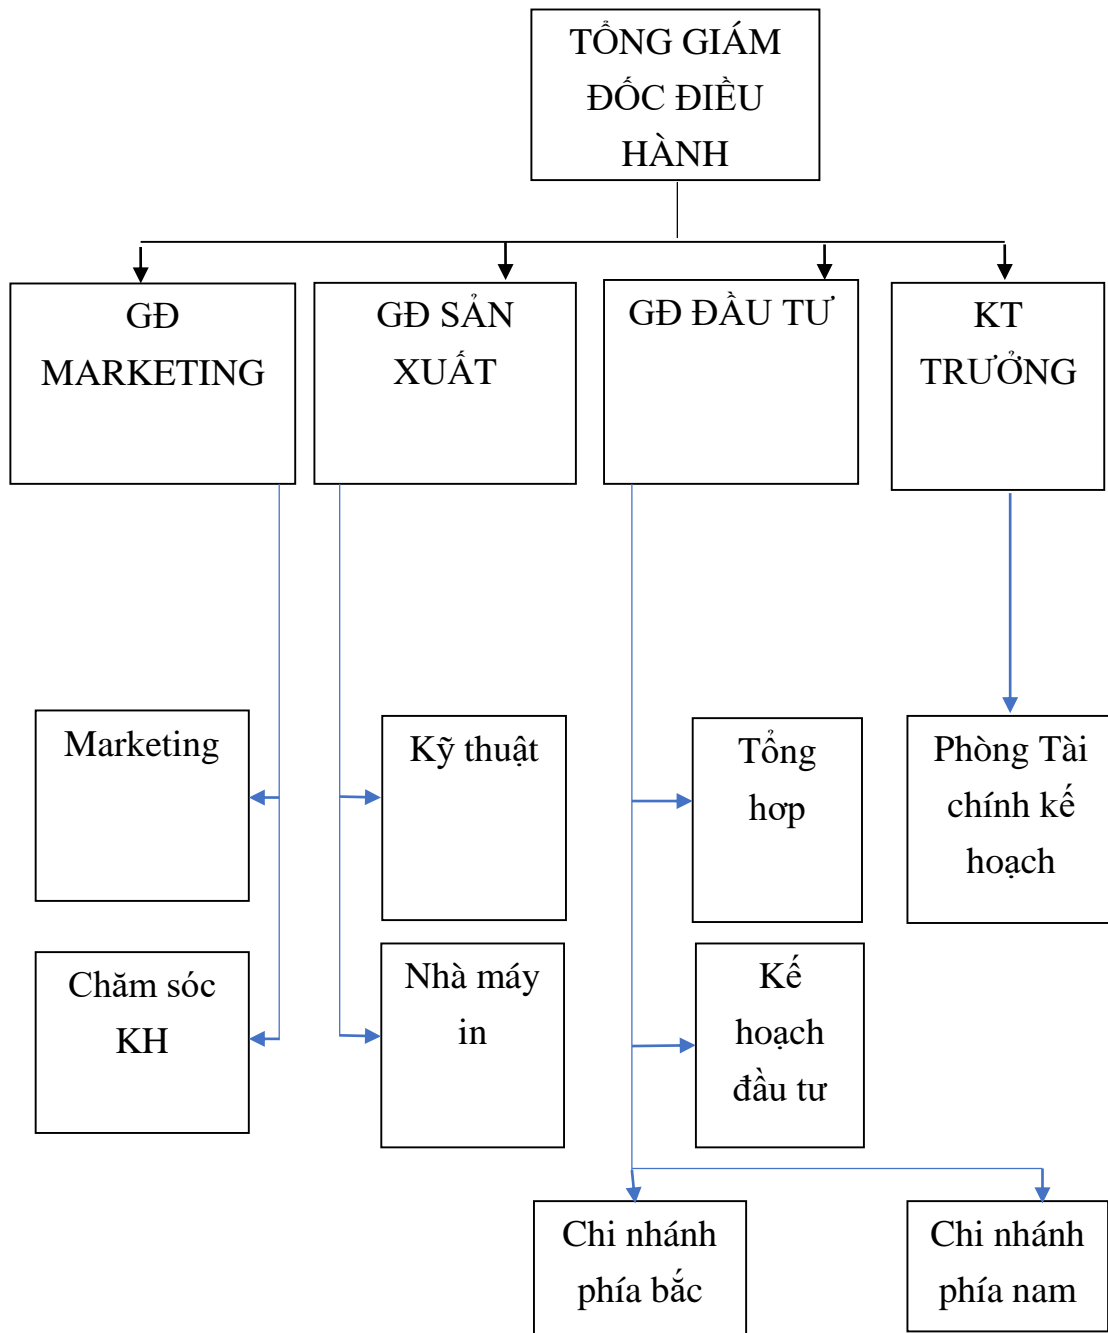 TỔNG GIÁM
ĐỐC ĐIỀU
HÀNH
GĐ
MARKETING
GĐ SẢN
XUẤT
GĐ ĐẦU TƯ
KT
TRƯỞNG
Marketing
Kỹ thuật
Tổng
hơp
Phòng Tài
chính kế
hoạch
Chăm sóc
KH
Nhà máy
in
Kế
hoạch
đầu tư
Chi nhánh
phía bắc
Chi nhánh
phía nam